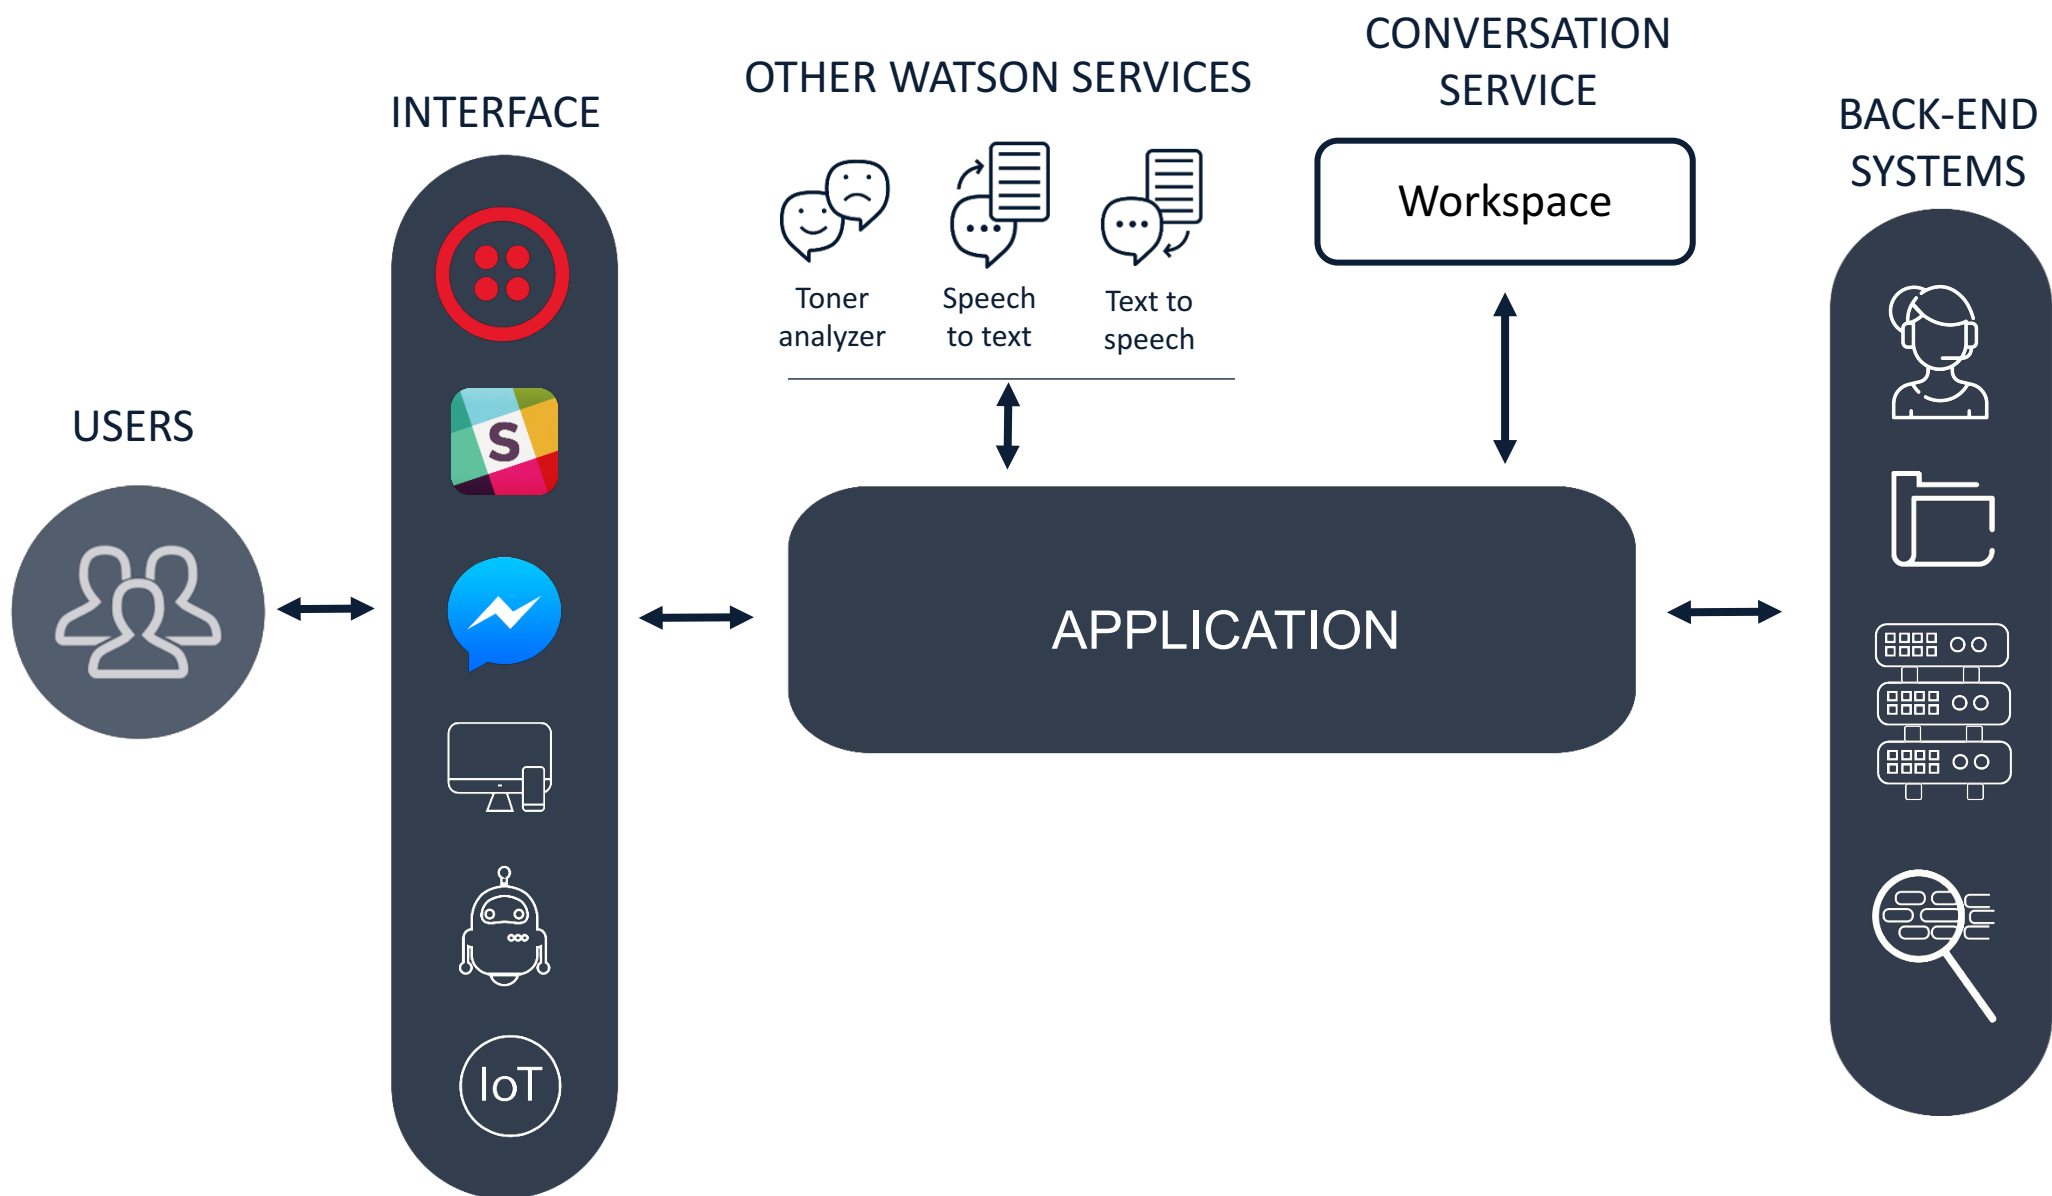 USERS
INTERFACE
S
IoT
OTHER WATSON SERVICES
Toner
analyzer
Speech
to text
Text to
speech
CONVERSATION
SERVICE
Workspace
APPLICATION
BACK-END
SYSTEMS